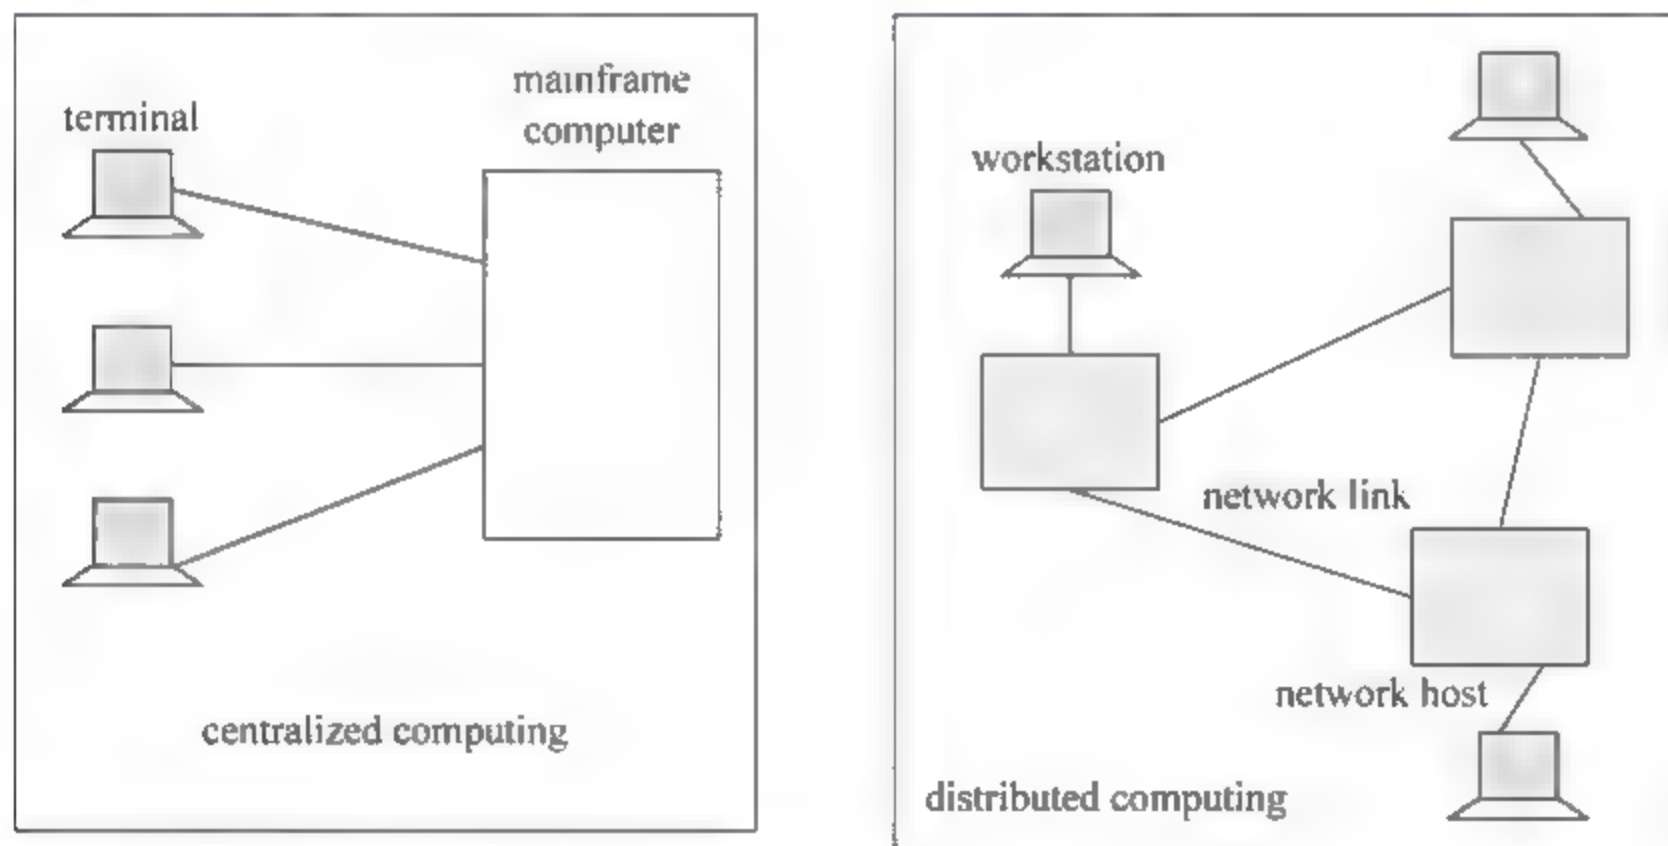 terminal
mainframe
computer
centralized computing
workstation
network link
network host
distributed computing